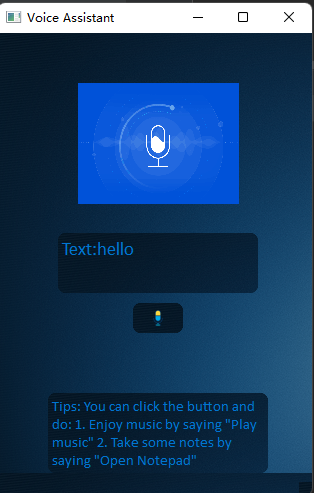 Voice Assistant
Text:hello
Tips: You can click the button and
do: 1. Enjoy music by saying "Play
music" 2. Take some notes by
saying "Open Notepad"